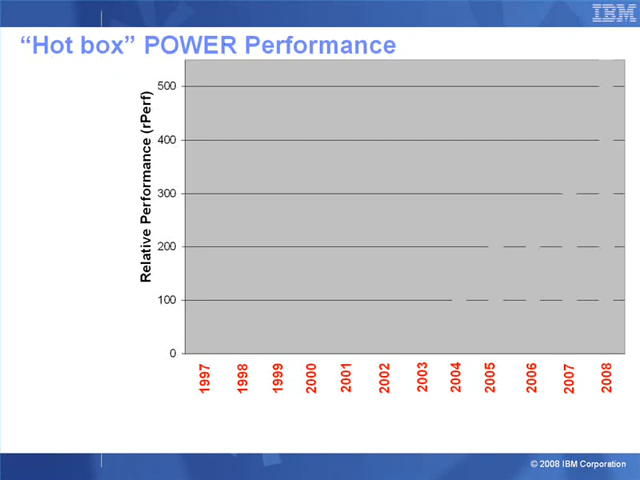 IBM
“Hot box” POWER Performance
Relative Performance (rPerf)
500
400
300
200
100
0
1997 1998 1999 2000 2001 2002 2003 2004 2005 2006 2007 2008
© 2008 IBM Corporation